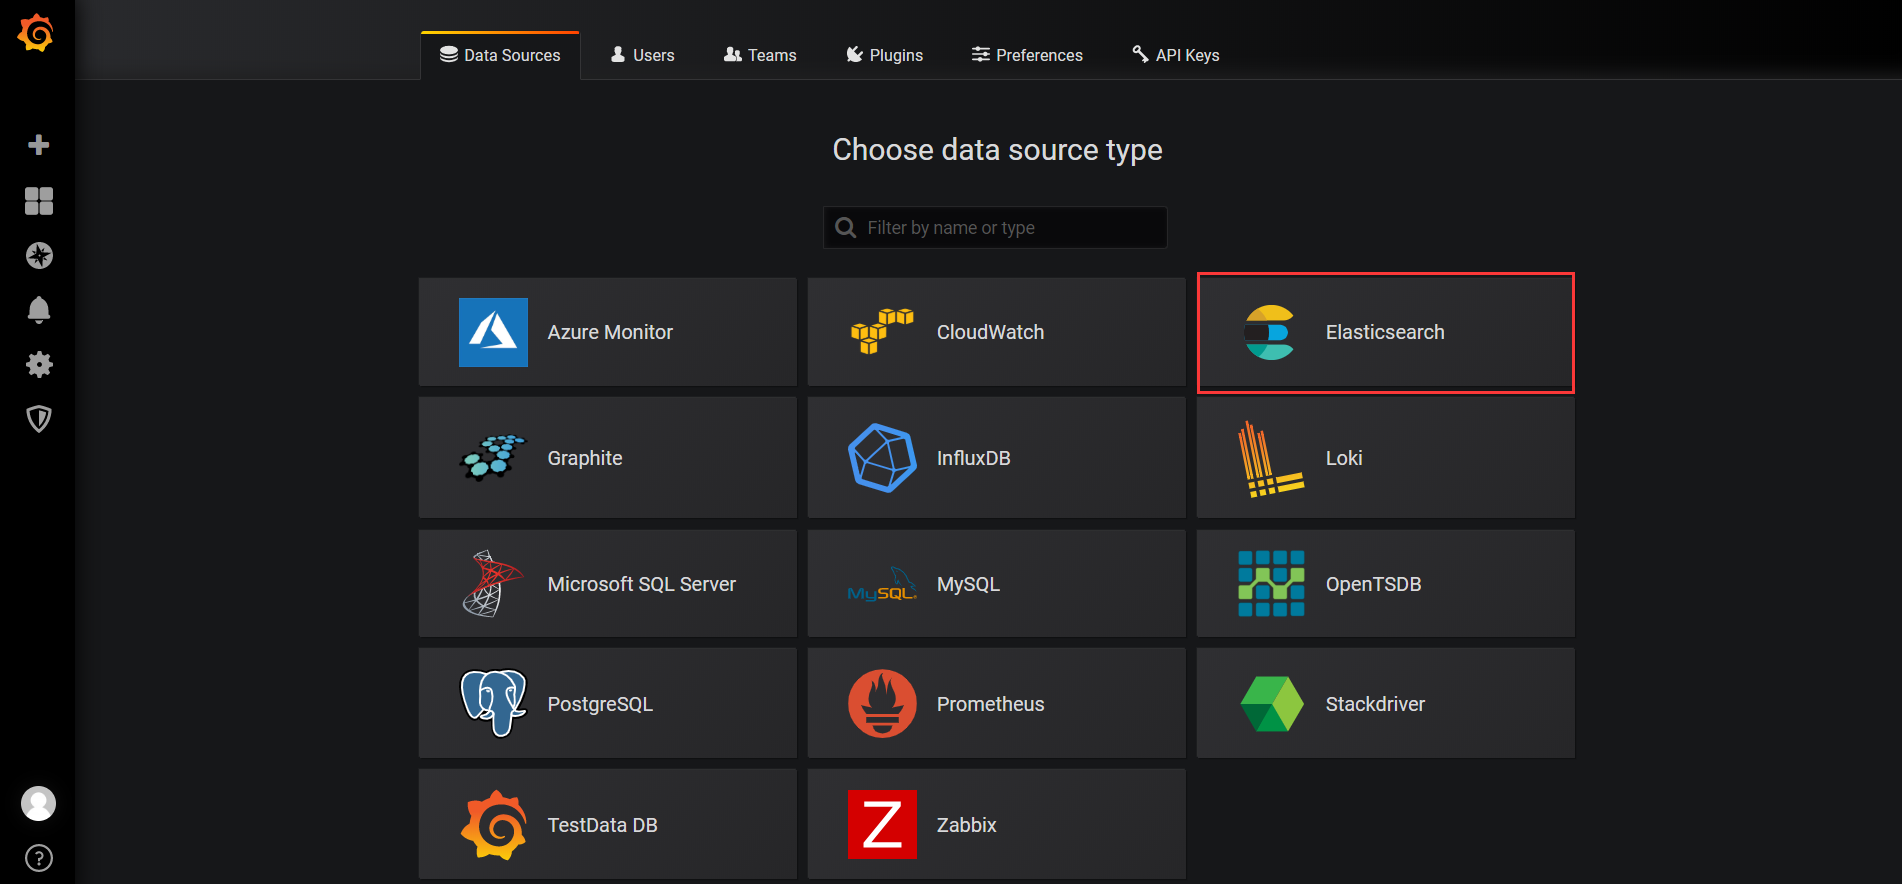 Data Sources
Users
Teams
Plugins
Preferences
API Keys
Choose data source type
Filter by name or type
Azure Monitor
CloudWatch
Elasticsearch
Graphite
InfluxDB
Loki
Microsoft SQL Server
MySQL
MySQL
OpenTSDB
PostgreSQL
Prometheus
Stackdriver
TestData DB
Z
Zabbix
?